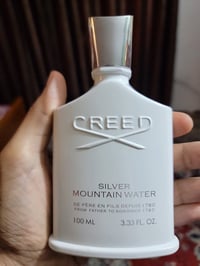 CREED
SILVER
MOUNTAIN WATER
DE PÈRE EN FILS DEPUIS 1760
FROM FATHER TO SON SINCE 1760
100 ML 3.33 FL. OZ.